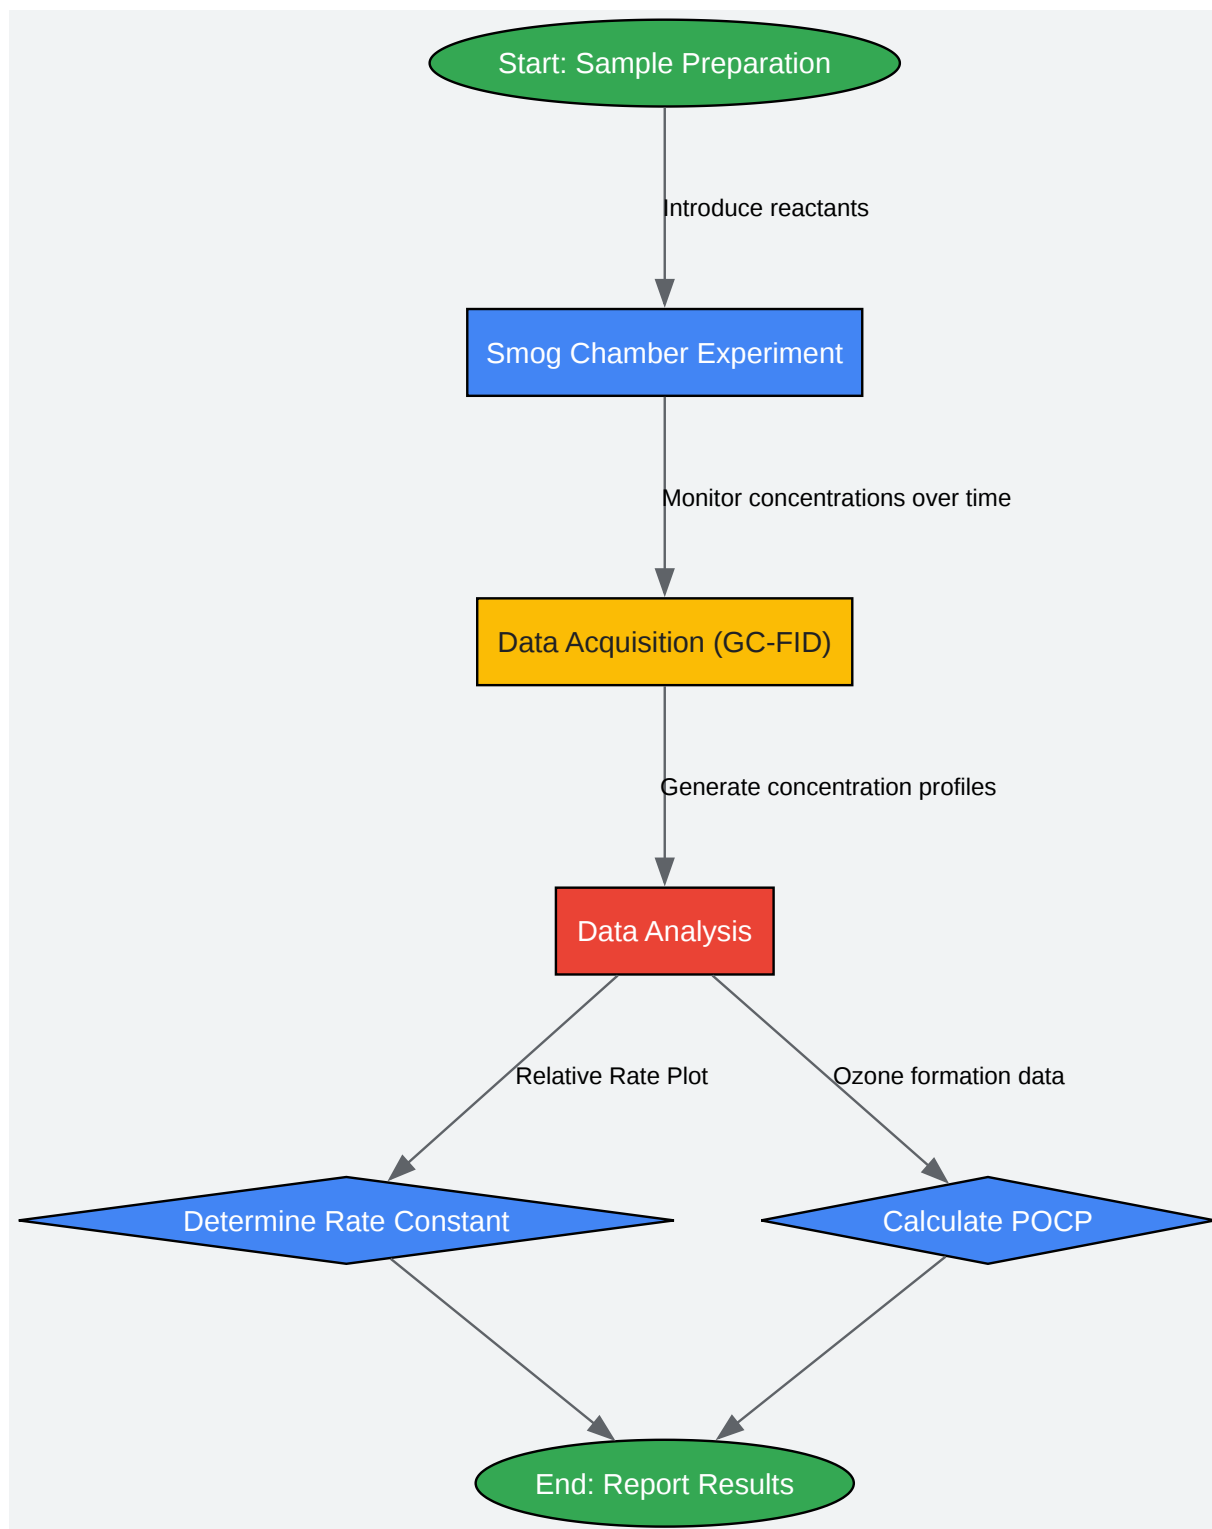 Start: Sample Preparation
Introduce reactants
Smog Chamber Experiment
Monitor concentrations over time
Data Acquisition (GC-FID)
Generate concentration profiles
Data Analysis
Relative Rate Plot
Ozone formation data
Determine Rate Constant
Calculate POCP
End: Report Results